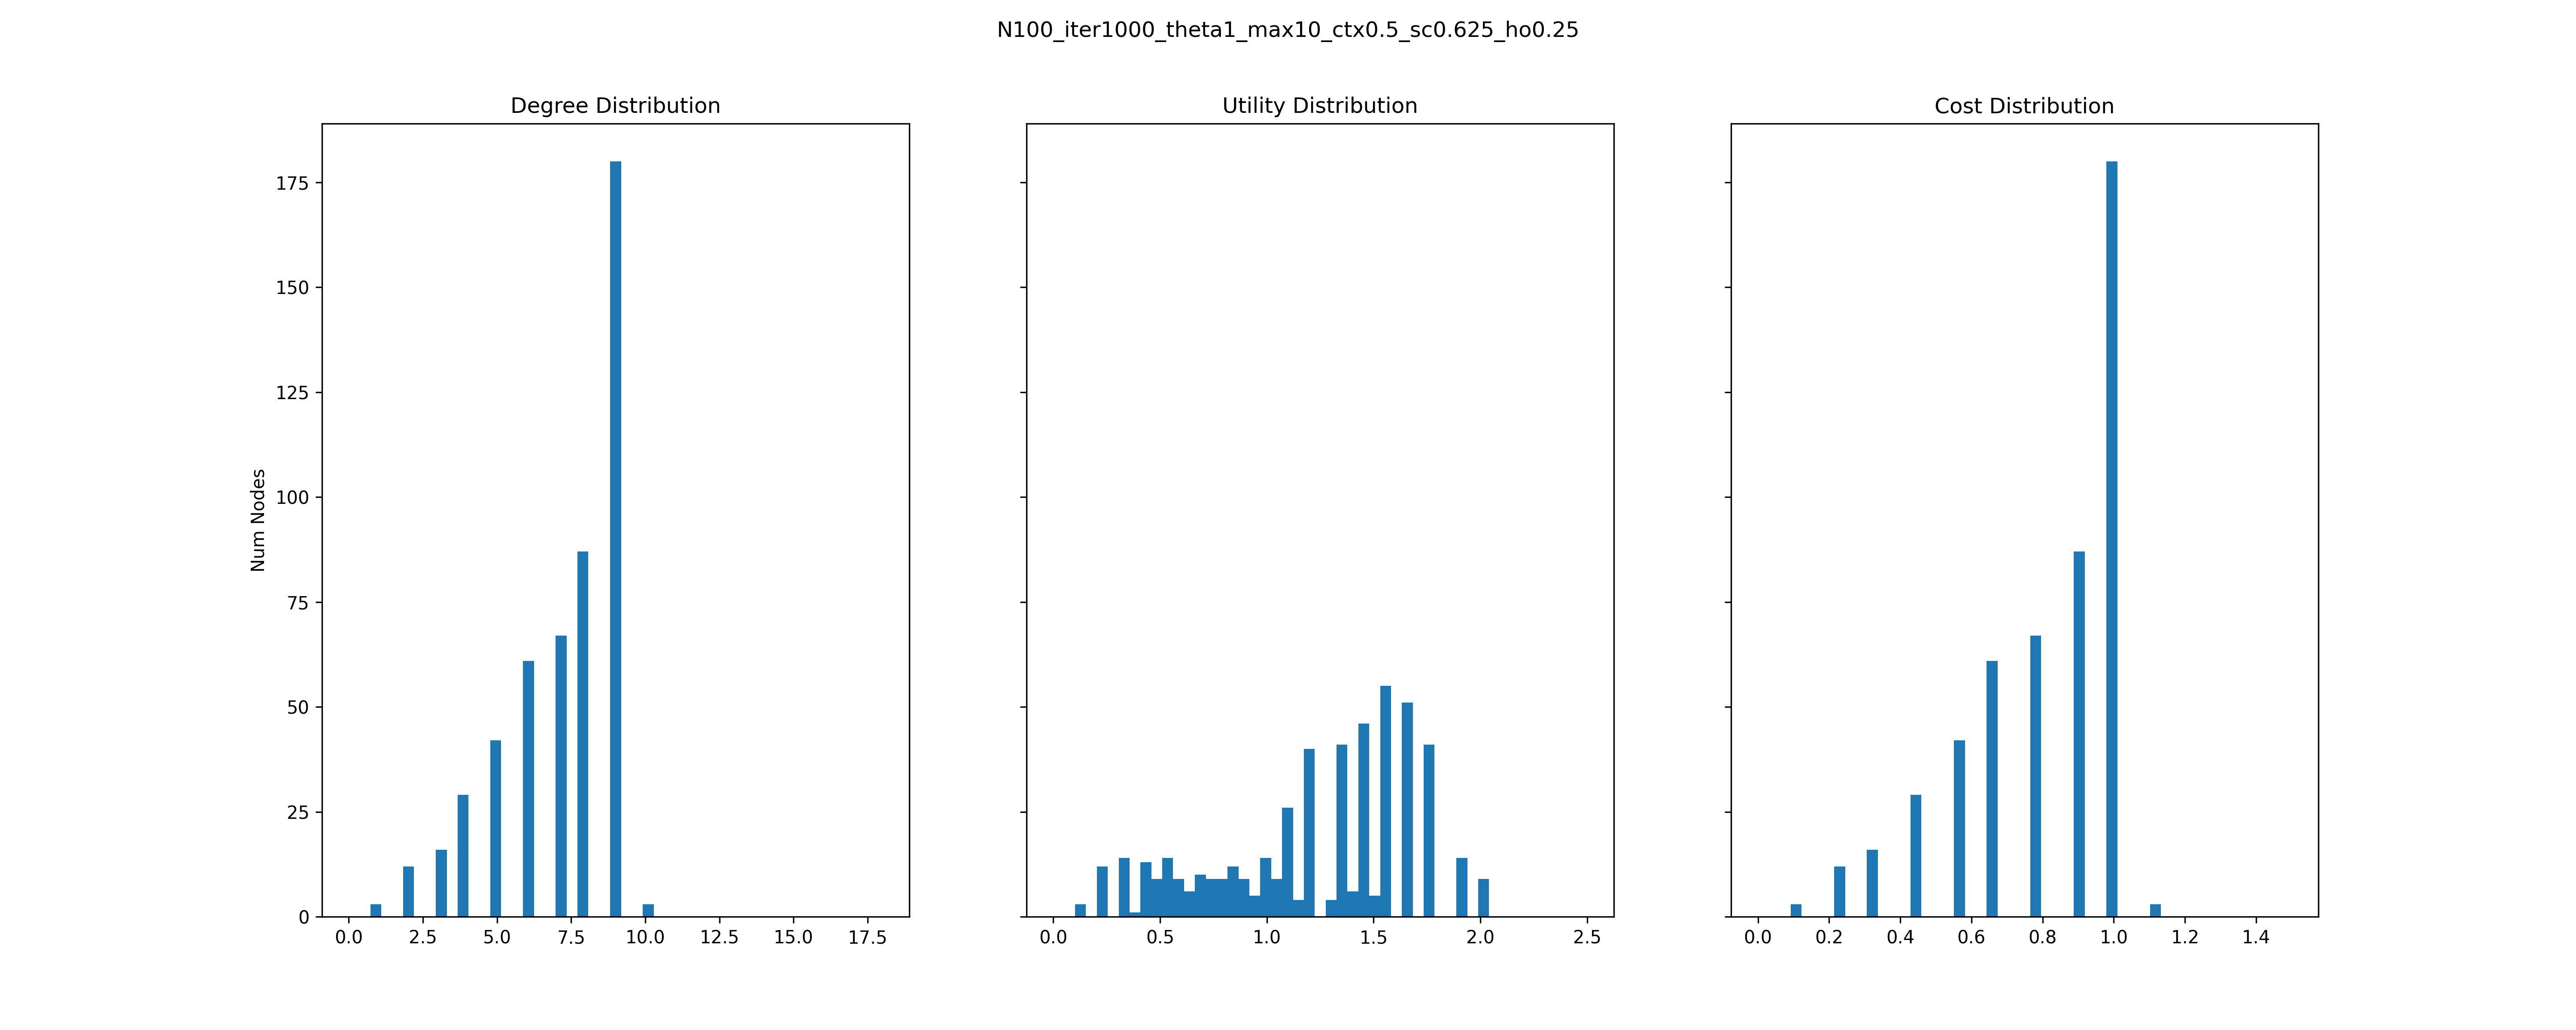 N100_iter1000_theta1_max10_ctx0.5_sc0.625_ho0.25
Degree Distribution
Num Nodes
175
150
125
100
75
50
25
0
0.0 2.5 5.0 7.5 10.0 12.5 15.0 17.5
Utility Distribution
0.0 0.5 1.0 1.5 2.0 2.5
Cost Distribution
0.0 0.2 0.4 0.6 0.8 1.0 1.2 1.4